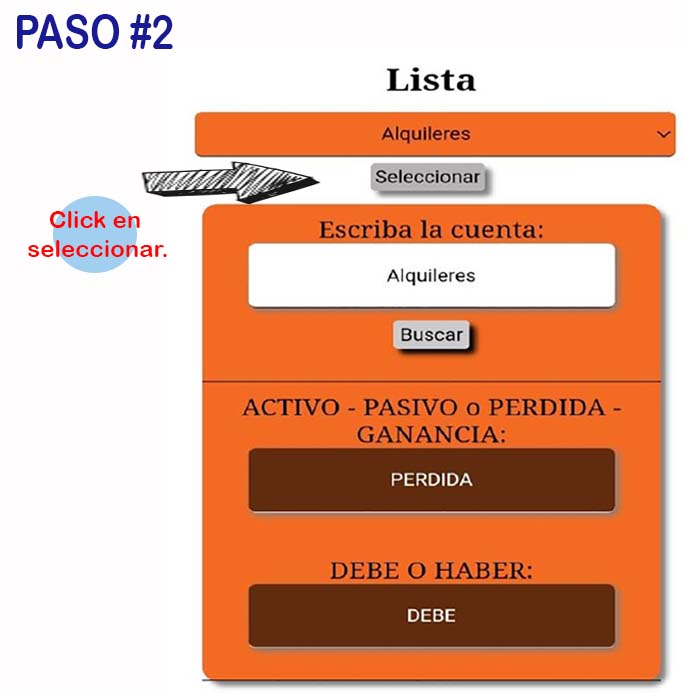 PASO #2
Lista
Alquileres
Seleccionar
Click en
seleccionar.
Escriba la cuenta:
Alquileres
Buscar
ACTIVO - PASIVO o PERDIDA -
GANANCIA:
PERDIDA
DEBE O HABER:
DEBE